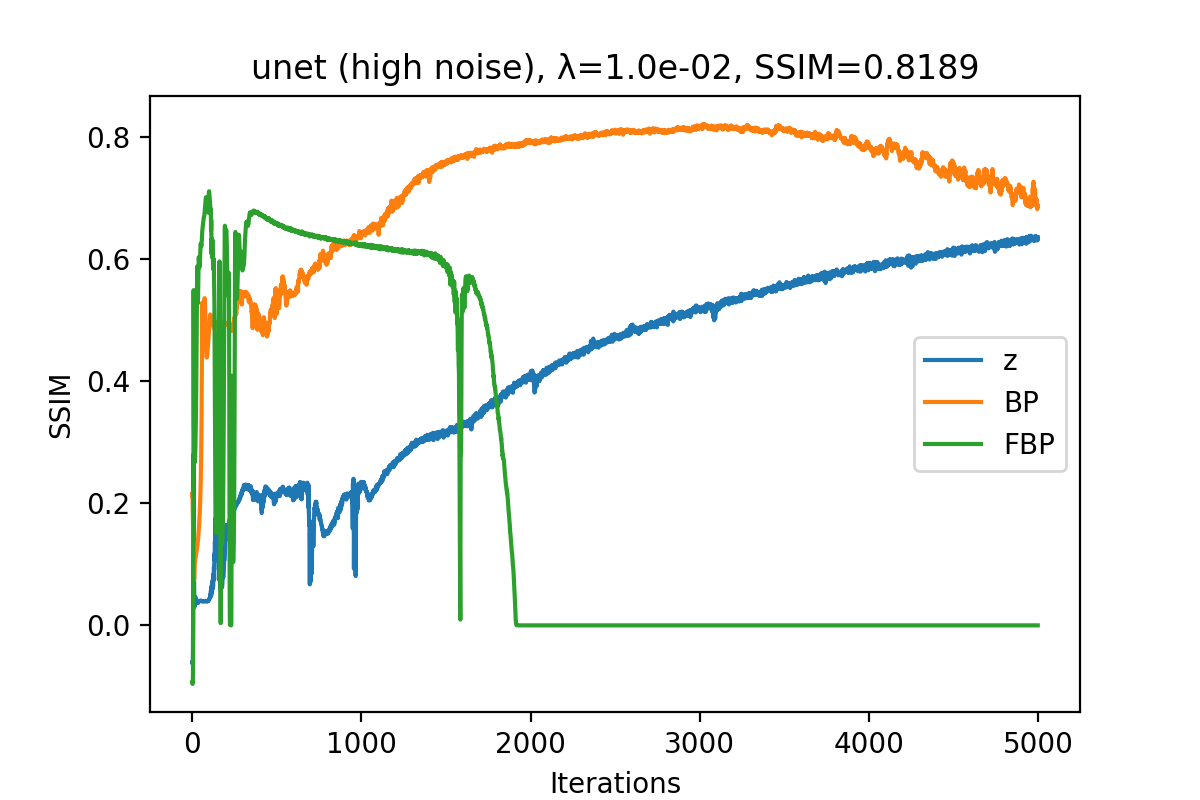 unet (high noise), λ=1.0e-02, SSIM=0.8189
SSIM
0.8
0.6
0.4
0.2
0.0
z
BP
FBP
0 1000 2000 3000 4000 5000
Iterations